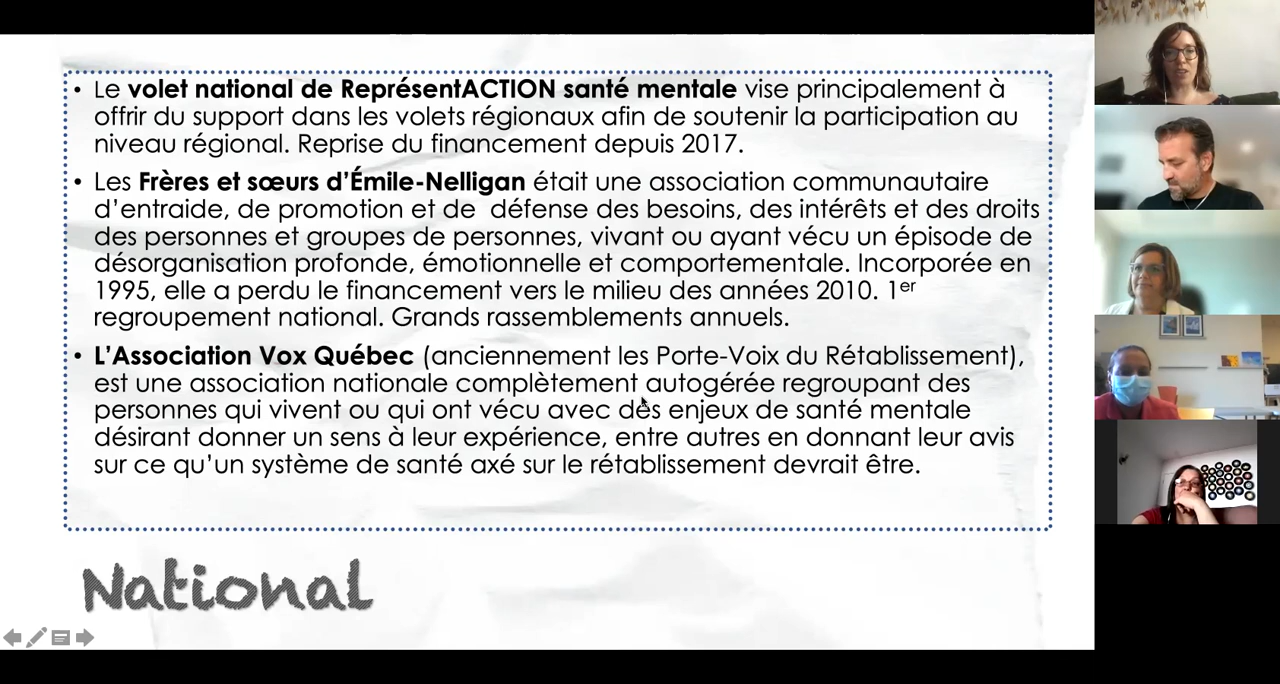 • Le volet national de ReprésentACTION santé mentale vise principalement à
offrir du support dans les volets régionaux afin de soutenir la participation au
niveau régional. Reprise du financement depuis 2017.
• Les Frères et sœurs d’Émile-Nelligan était une association communautaire
d’entraide, de promotion et de  défense des besoins, des intérêts et des droits
des personnes et groupes de personnes, vivant ou ayant vécu un épisode de
désorganisation profonde, émotionnelle et comportementale. Incorporée en
1995, elle a perdu le financement vers le milieu des années 2010. 1er
regroupement national. Grands rassemblements annuels.
• L’Association Vox Québec (anciennement les Porte-Voix du Rétablissement),
est une association nationale complètement autogérée regroupant des
personnes qui vivent ou qui ont vécu avec des enjeux de santé mentale
désirant donner un sens à leur expérience, entre autres en donnant leur avis
sur ce qu’un système de santé axé sur le rétablissement devrait être.
National